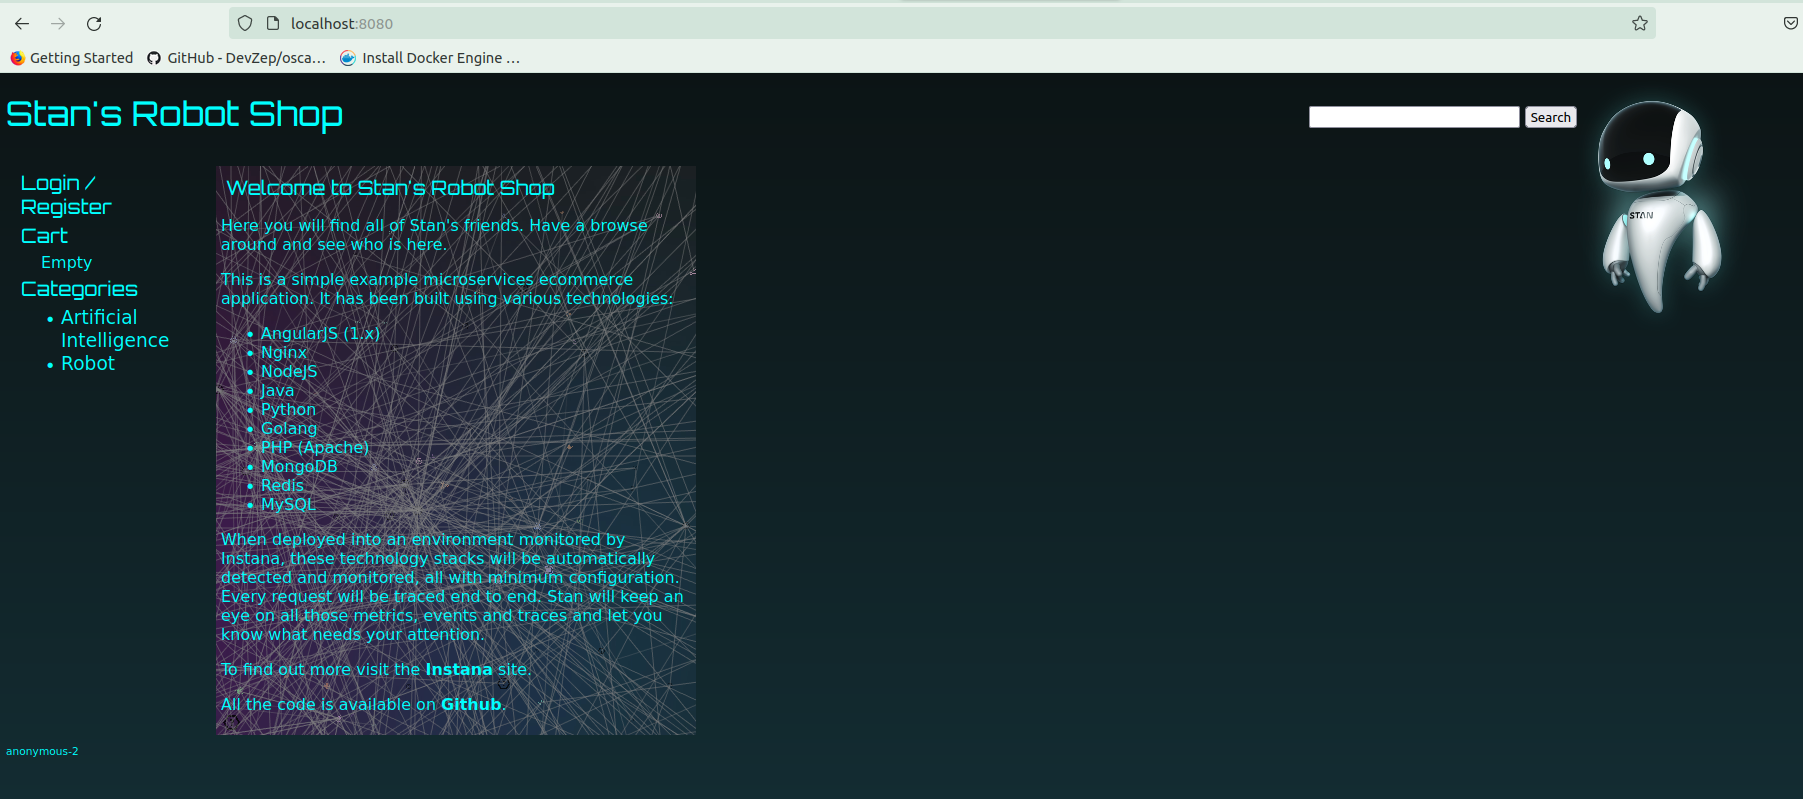 localhost:8080
Getting Started GitHub - DevZep/osca... Install Docker Engine ...
Stan's Robot Shop
Search
STAN
Login /
Register
Cart
Empty
Categories
• Artificial
Intelligence
• Robot
Welcome to Stan's Robot Shop
Here you will find all of Stan's friends. Have a browse
around and see who is here.
This is a simple example microservices ecommerce
application. It has been built using various technologies:
• AngularJS (1.x)
• Nginx
• NodeJS
• Java
• Python
• Golang
• PHP (Apache)
• MongoDB
• Redis
• MySQL
When deployed into an environment monitored by
Instana, these technology stacks will be automatically
detected and monitored, all with minimum configuration.
Every request will be traced end to end. Stan will keep an
eye on all those metrics, events and traces and let you
know what needs your attention.
To find out more visit the Instana site.
All the code is available on Github.
anonymous-2